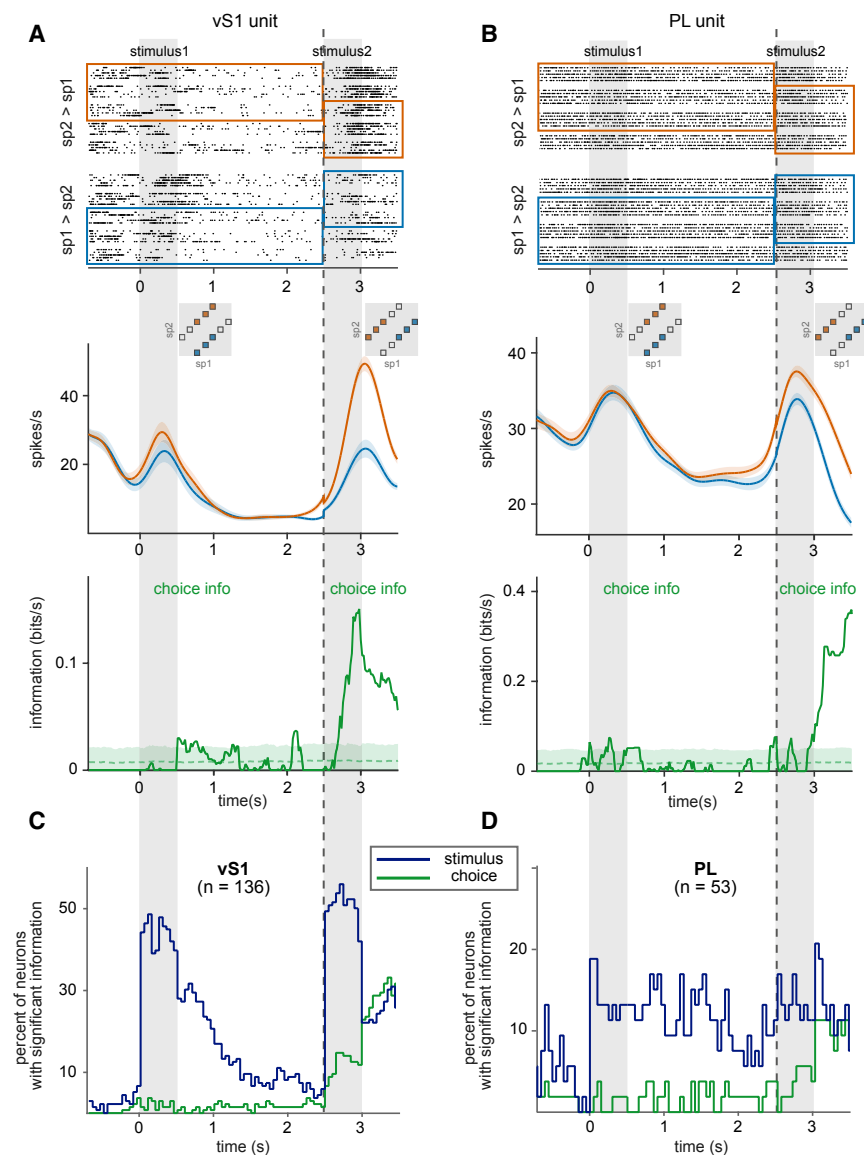 A
vS1 unit
stimulus1
stimulus2
sp2 > sp1
sp1 > sp2
0
1
2
3
sp2
sp1
sp2
sp1
spikes/s
40
20
0
1
2
3
choice info
choice info
information (bits/s)
0.1
0
0
1
2
3
time(s)
B
PL unit
stimulus1
stimulus2
sp2 > sp1
sp1 > sp2
0
1
2
3
sp2
sp1
sp2
sp1
40
30
20
0
1
2
3
choice info
choice info
information (bits/s)
0.4
0.2
0
0
1
2
3
time(s)
C
vS1
(n = 136)
stimulus
choice
percent of neurons
with significant information
50
30
10
0
1
2
3
time (s)
D
PL
(n = 53)
percent of neurons
with significant information
20
10
0
1
2
3
time (s)